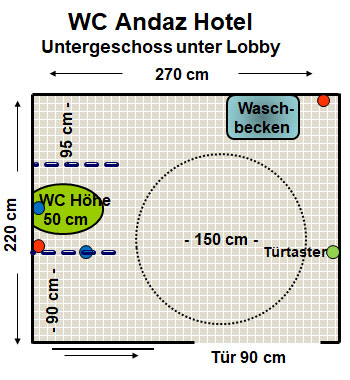 WC Andaz Hotel
Untergeschoss unter Lobby
270 cm
Wasch-
becken
95 cm -
WC Höhe
50 cm
220 cm
- 150 cm -
Türtaster
- 90 cm -
Tür 90 cm